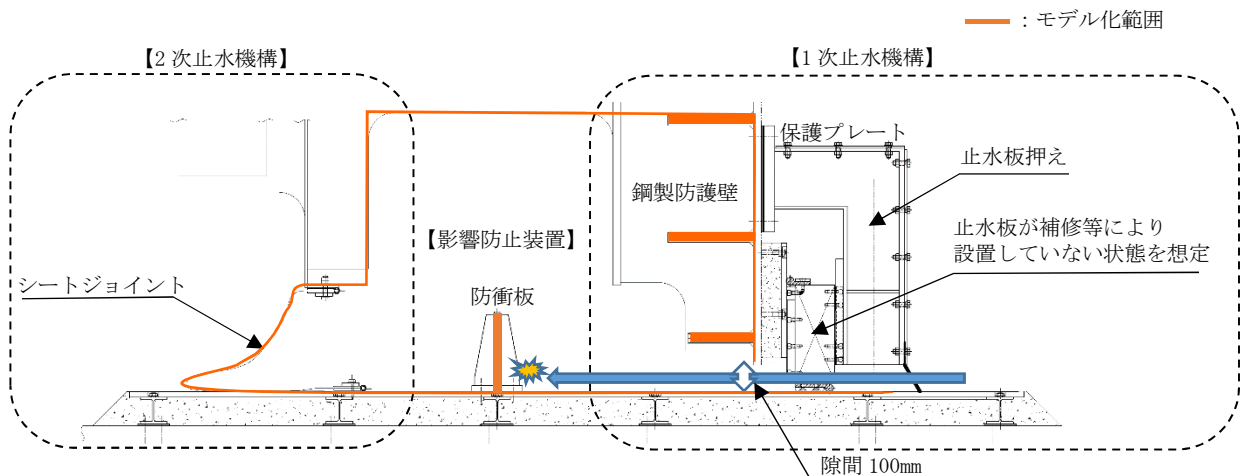 ：モデル化範囲
【2 次止水機構】
【1 次止水機構】
保護プレート
止水板押え
鋼製防護壁
止水板が補修等により
設置していない状態を想定
【影響防止装置】
シートジョイント
防衝板
隙間 100㎜